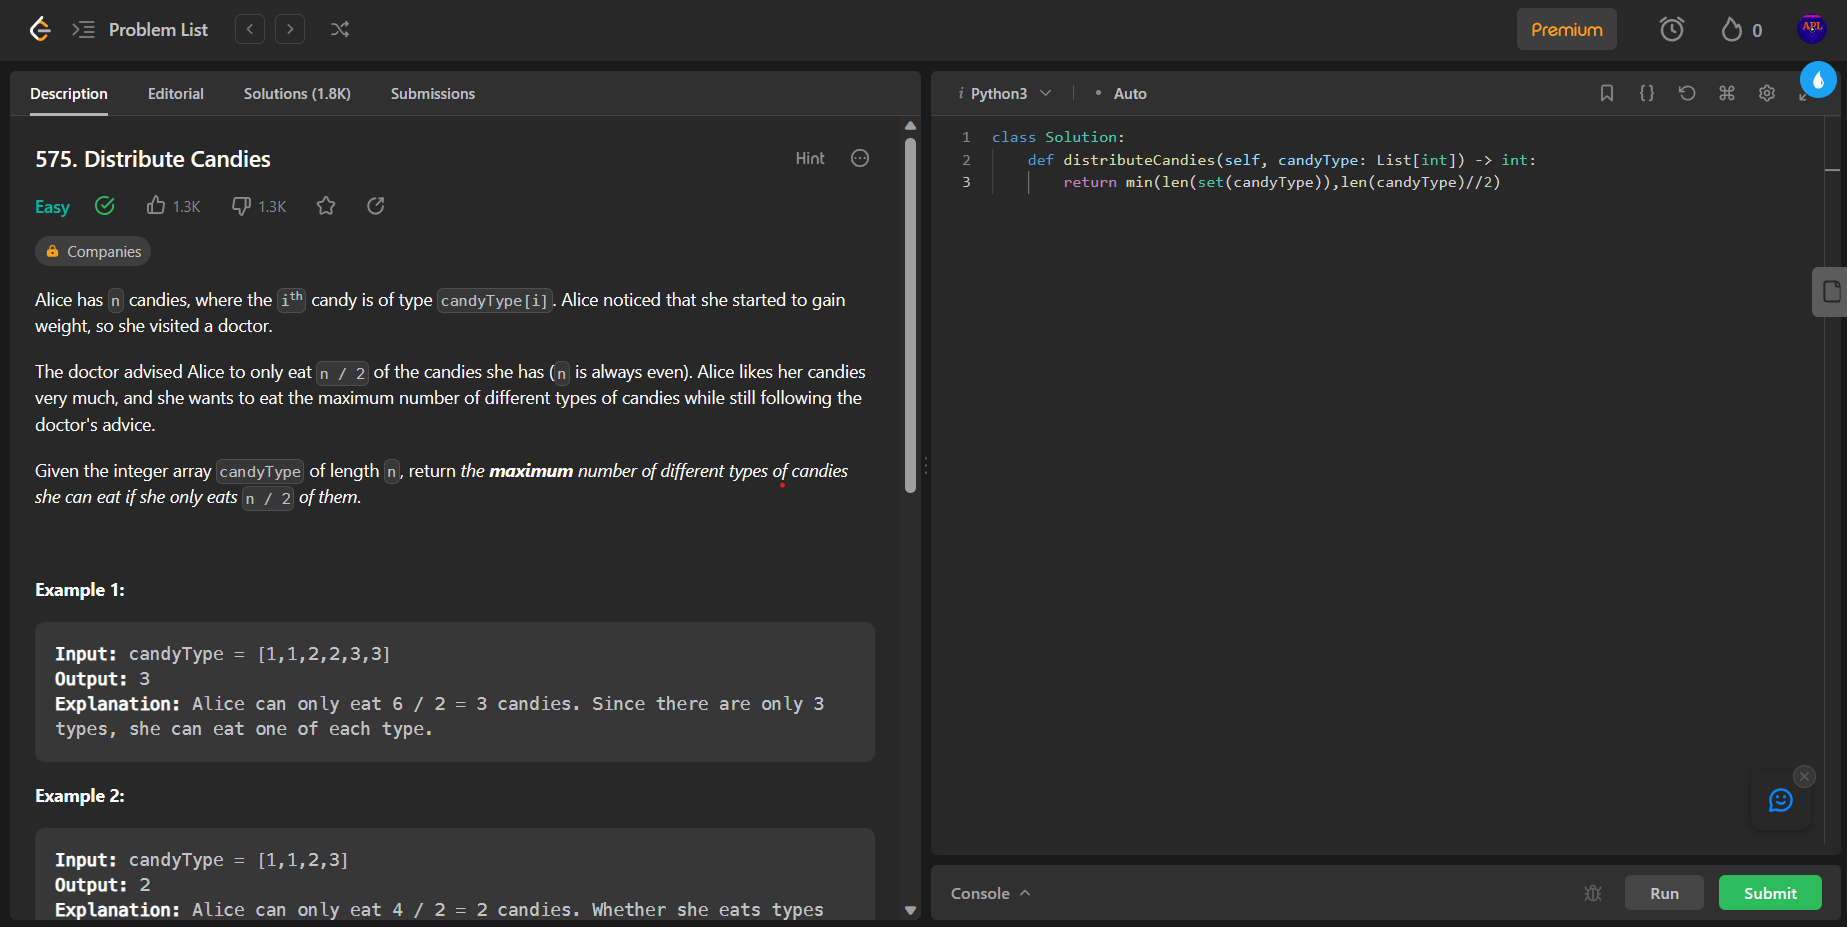 Problem List
Premium
0
APL
Description Editorial Solutions (1.8K) Submissions
575. Distribute Candies
Hint
Easy 1.3K 1.3K
Companies
Alice has n candies, where the ith candy is of type candyType[i]. Alice noticed that she started to gain
weight, so she visited a doctor.
The doctor advised Alice to only eat n / 2 of the candies she has (n is always even). Alice likes her candies
very much, and she wants to eat the maximum number of different types of candies while still following the
doctor's advice.
Given the integer array candyType of length n, return the maximum number of different types of candies
she can eat if she only eats n / 2 of them.
Example 1:
Input: candyType = [1,1,2,2,3,3]
Output: 3
Explanation: Alice can only eat 6 / 2 = 3 candies. Since there are only 3
types, she can eat one of each type.
Example 2:
Input: candyType = [1,1,2,3]
Output: 2
Explanation: Alice can only eat 4 / 2 = 2 candies. Whether she eats types
i Python3 • Auto
{}
1 class Solution:
2 def distributeCandies(self, candyType: List[int]) -> int:
3 return min(len(set(candyType)),len(candyType)//2)
Console
Run
Submit